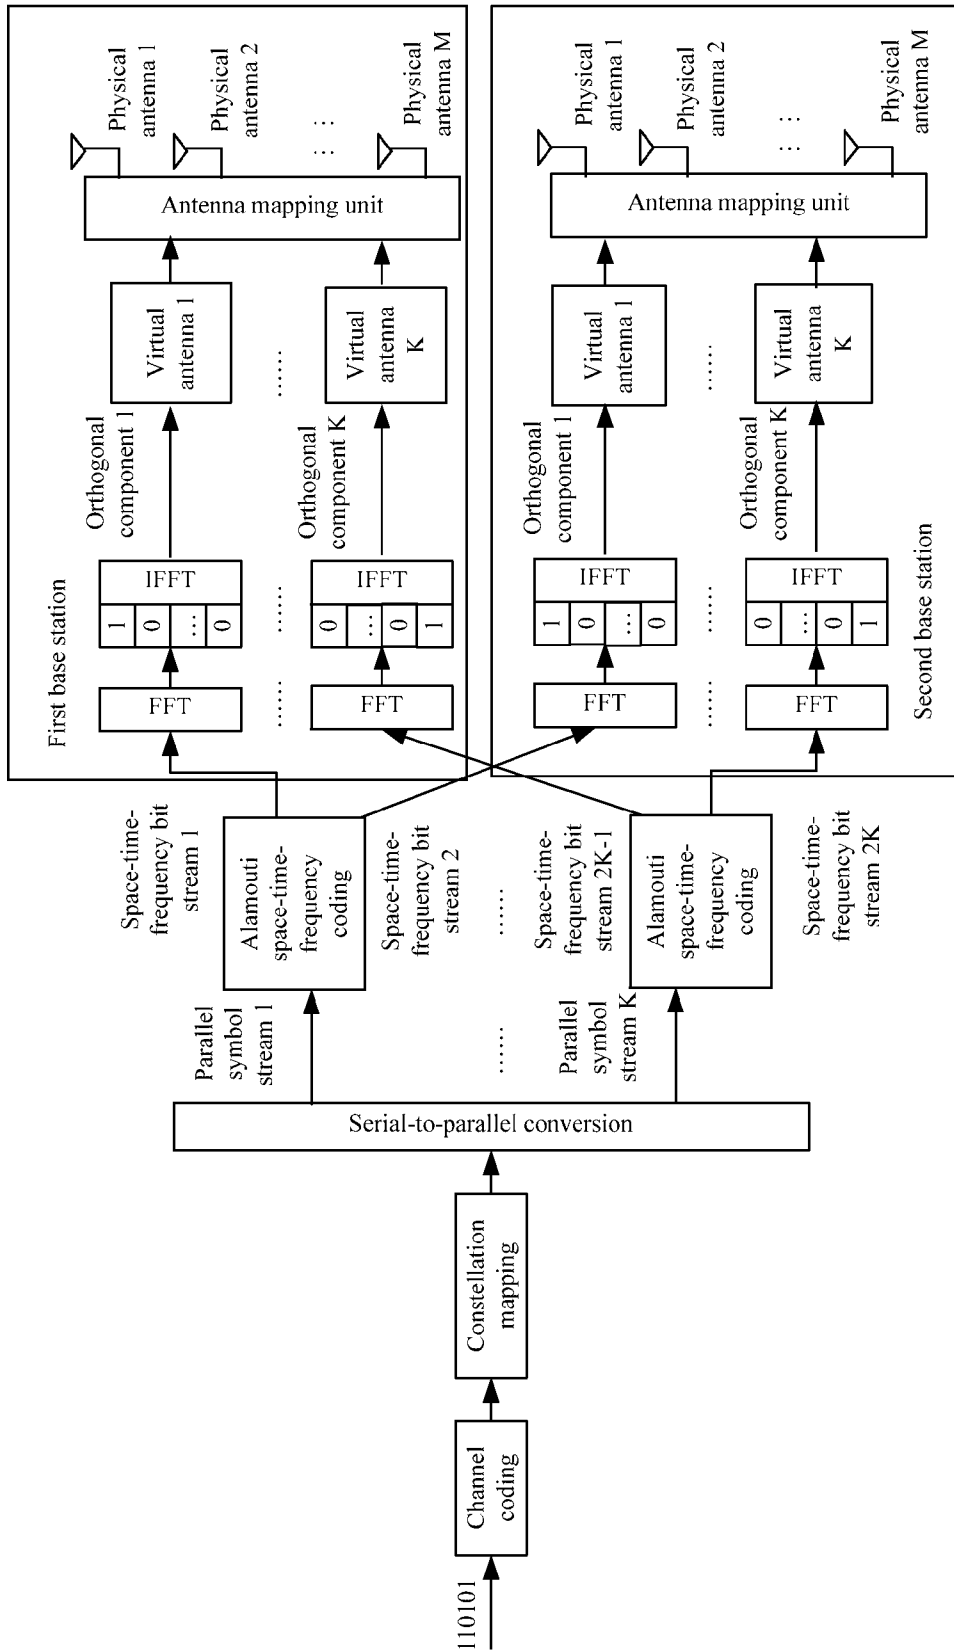 110101
Channel
coding
Constellation
mapping
Serial-to-parallel conversion
Parallel
symbol
stream 1
......
Parallel
symbol
stream K
Space-time-
frequency bit
stream 1
Alamouti
space-time-
frequency
coding
Space-time-
frequency bit
stream 2
......
Space-time-
frequency bit
stream 2K-1
Alamouti
space-time-
frequency
coding
Space-time-
frequency bit
stream 2K
First base station
FFT
1
0
...
0
IFFT
Orthogonal
component 1
Virtual
antenna 1
......
......
......
FFT
0
...
0
1
IFFT
Orthogonal
component K
Virtual
antenna
K
Antenna mapping unit
Physical
antenna 1
Physical
antenna 2
...
...
Physical
antenna M
FFT
1
0
...
0
IFFT
Orthogonal
component 1
Virtual
antenna 1
......
......
......
FFT
0
...
0
1
IFFT
Orthogonal
component K
Virtual
antenna
K
Antenna mapping unit
Physical
antenna 1
Physical
antenna 2
...
...
Physical
antenna M
Second base station